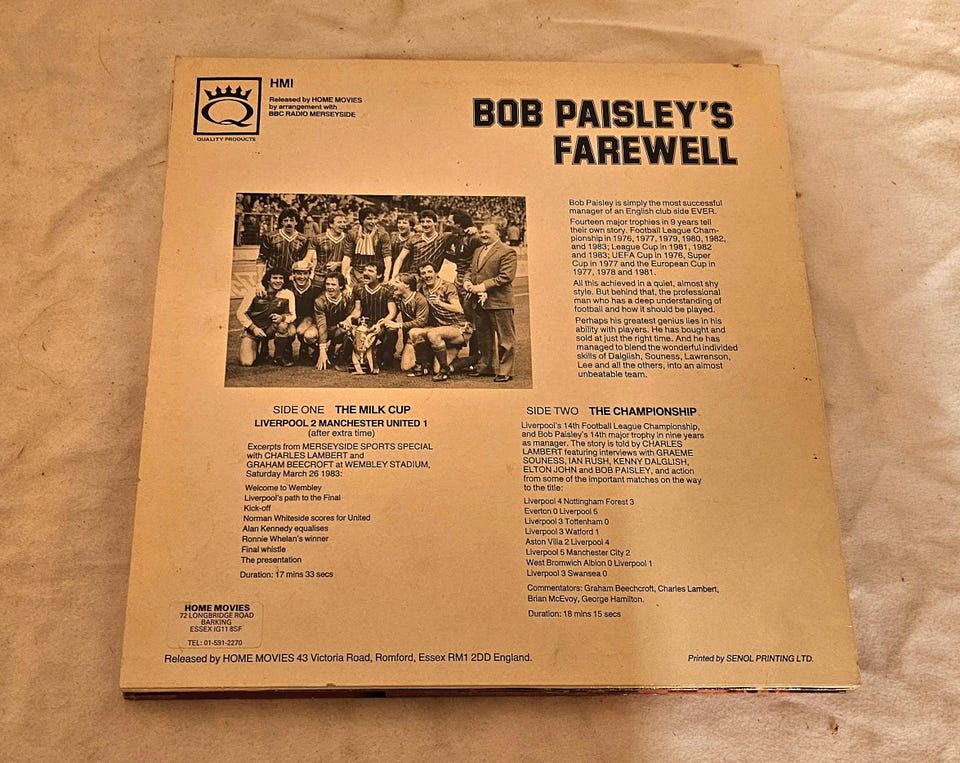 HMI
Released by HOME MOVIES
by arrangement with
BBC RADIO MERSEYSIDE
Q
QUALITY PRODUCTS
BOB PAISLEY'S
FAREWELL
Bob Paisley is simply the most successful
manager of an English club side EVER.
Fourteen major trophies in 9 years tell
their own story. Football League Cham-
pionship in 1976, 1977, 1979, 1980, 1982,
and 1983; League Cup in 1981, 1982
and 1983; UEFA Cup in 1976, Super
Cup in 1977 and the European Cup in
1977, 1978 and 1981.
All this achieved in a quiet, almost shy
style. But behind that, the professional
man who has a deep understanding of
football and how it should be played.
Perhaps his greatest genius lies in his
ability with players. He has bought and
sold at just the right time. And he has
managed to blend the wonderful individed
skills of Dalglish, Souness, Lawrenson,
Lee and all the others, into an almost
unbeatable team.
SIDE ONE THE MILK CUP
LIVERPOOL 2 MANCHESTER UNITED 1
(after extra time)
Excerpts from MERSEYSIDE SPORTS SPECIAL
with CHARLES LAMBERT and
GRAHAM BEECROFT at WEMBLEY STADIUM,
Saturday March 26 1983:
Welcome to Wembley
Liverpool's path to the Final
Kick-off
Norman Whiteside scores for United
Alan Kennedy equalises
Ronnie Whelan's winner
Final whistle
The presentation
Duration: 17 mins 33 secs
SIDE TWO THE CHAMPIONSHIP
Liverpool's 14th Football League Championship,
and Bob Paisley's 14th major trophy in nine years
as manager. The story is told by CHARLES
LAMBERT featuring interviews with GRAEME
SOUNESS, IAN RUSH, KENNY DALGLISH,
ELTON JOHN and BOB PAISLEY, and action
from some of the important matches on the way
to the title:
Liverpool 4 Nottingham Forest 3
Everton 0 Liverpool 5
Liverpool 3 Tottenham 0
Liverpool 3 Watford 1
Aston Villa 2 Liverpool 4
Liverpool 5 Manchester City 2
West Bromwich Albion 0 Liverpool 1
Liverpool 3 Swansea 0
Commentators: Graham Beechcroft, Charles Lambert,
Brian McEvoy, George Hamilton.
Duration: 18 mins 15 secs
HOME MOVIES
72 LONGBRIDGE ROAD
BARKING
ESSEX IG11 8SF
TEL: 01-591-2270
Released by HOME MOVIES 43 Victoria Road, Romford, Essex RM1 2DD England.
Printed by SENOL PRINTING LTD.